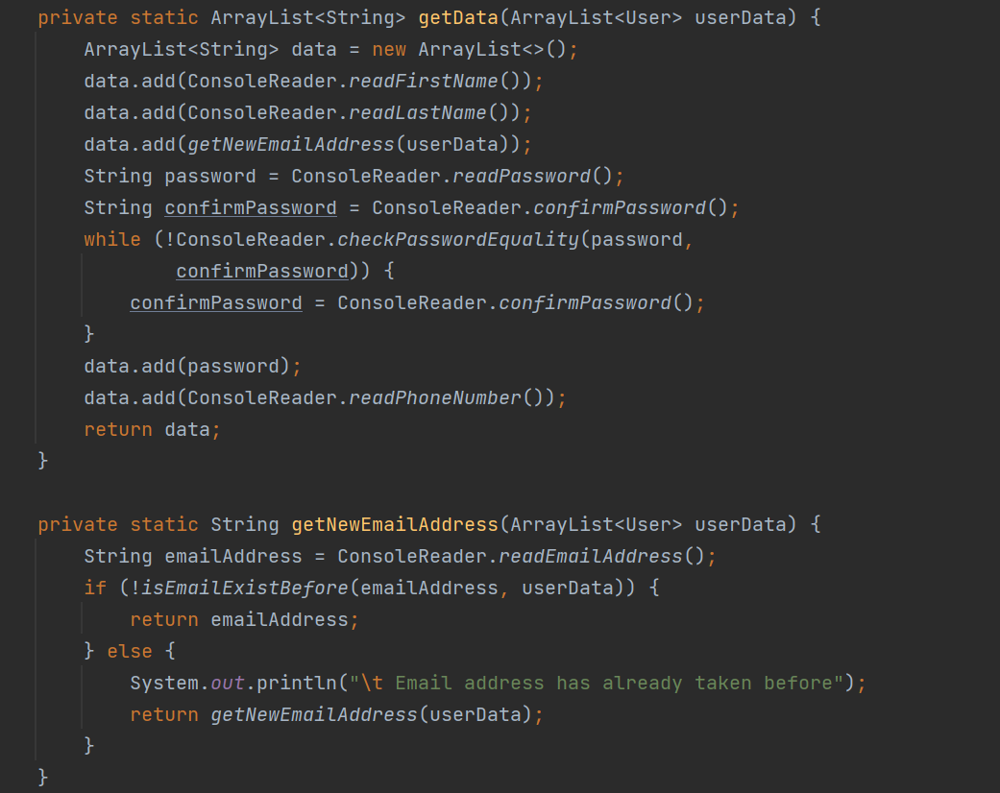 private static ArrayList<String> getData(ArrayList<User> userData) {
    ArrayList<String> data = new ArrayList<>();
    data.add(ConsoleReader.readFirstName());
    data.add(ConsoleReader.readLastName());
    data.add(getNewEmailAddress(userData));
    String password = ConsoleReader.readPassword();
    String confirmPassword = ConsoleReader.confirmPassword();
    while (!ConsoleReader.checkPasswordEquality(password,
            confirmPassword)) {
        confirmPassword = ConsoleReader.confirmPassword();
    }
    data.add(password);
    data.add(ConsoleReader.readPhoneNumber());
    return data;
}

private static String getNewEmailAddress(ArrayList<User> userData) {
    String emailAddress = ConsoleReader.readEmailAddress();
    if (!isEmailExistBefore(emailAddress, userData)) {
        return emailAddress;
    } else {
        System.out.println("\t Email address has already taken before");
        return getNewEmailAddress(userData);
    }
}